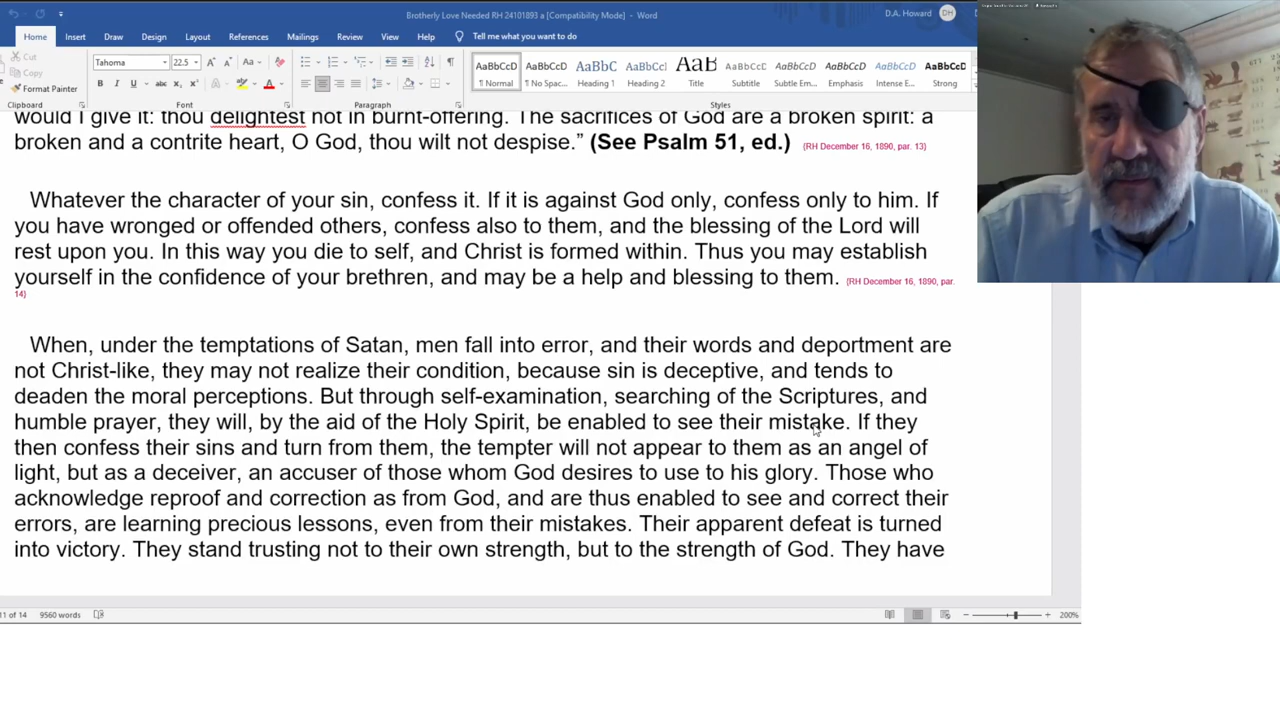 Brotherly Love Needed RH 24101893 a [Compatibility Mode] - Word
D.A. Howard DH
Home Insert Draw Design Layout References Mailings Review View Help Tell me what you want to do
Cut
Copy
Format Painter
Tahoma 22.5
AaBbCcD AaBbCcD AaBbCc AaBbCcI AaB AaBbCcD AaBbCcD AaBbCcD AaBbCcD AaBbCcD
¶ Normal ¶ No Spac... Heading 1 Heading 2 Title Subtitle Subtle Em... Emphasis Intense E... Strong
Clipboard Font Paragraph Styles
would I give it: thou delightest not in burnt-offering. The sacrifices of God are a broken spirit: a
broken and a contrite heart, O God, thou wilt not despise.” (See Psalm 51, ed.) {RH December 16, 1890, par. 13}
Whatever the character of your sin, confess it. If it is against God only, confess only to him. If
you have wronged or offended others, confess also to them, and the blessing of the Lord will
rest upon you. In this way you die to self, and Christ is formed within. Thus you may establish
yourself in the confidence of your brethren, and may be a help and blessing to them. {RH December 16, 1890, par.
14}
When, under the temptations of Satan, men fall into error, and their words and deportment are
not Christ-like, they may not realize their condition, because sin is deceptive, and tends to
deaden the moral perceptions. But through self-examination, searching of the Scriptures, and
humble prayer, they will, by the aid of the Holy Spirit, be enabled to see their mistake. If they
then confess their sins and turn from them, the tempter will not appear to them as an angel of
light, but as a deceiver, an accuser of those whom God desires to use to his glory. Those who
acknowledge reproof and correction as from God, and are thus enabled to see and correct their
errors, are learning precious lessons, even from their mistakes. Their apparent defeat is turned
into victory. They stand trusting not to their own strength, but to the strength of God. They have
11 of 14 9560 words 200%